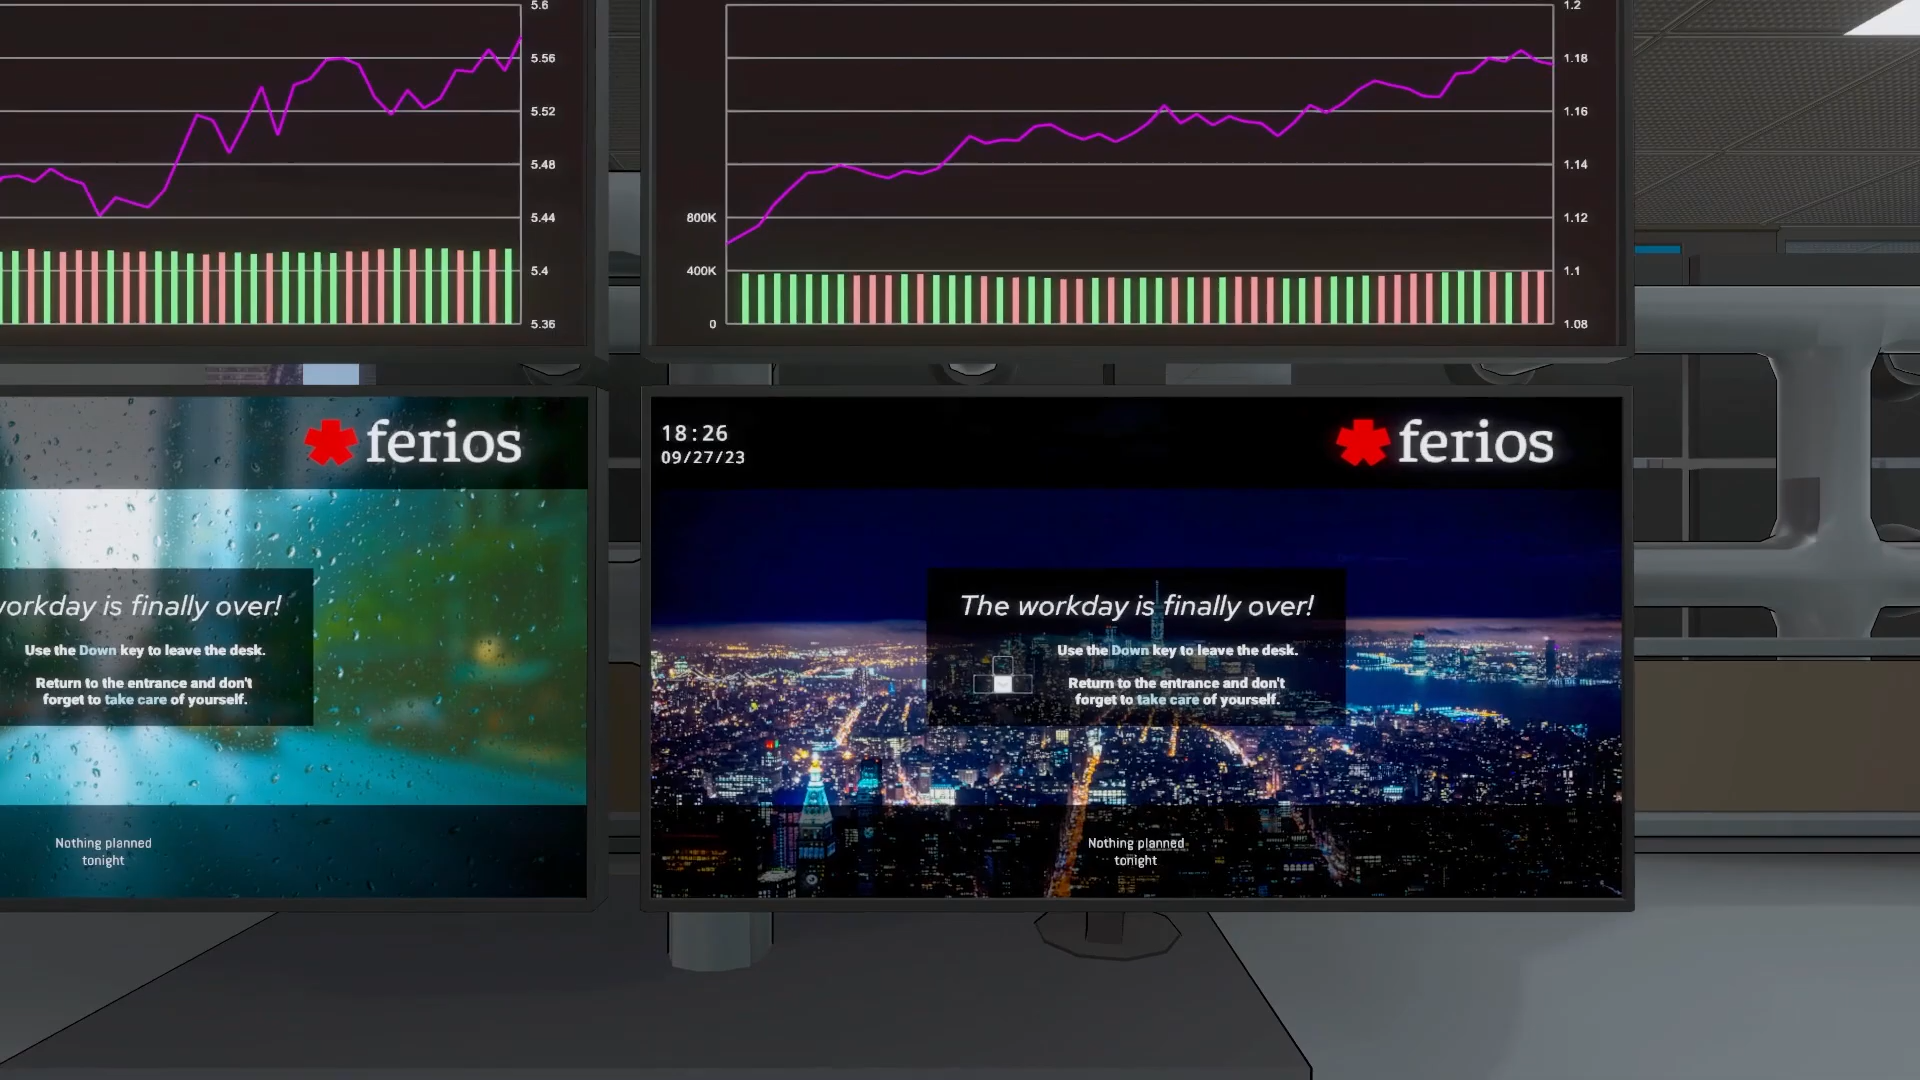 5.6
5.56
5.52
5.48
5.44
5.4
5.36
1.2
1.18
1.16
1.14
1.12
1.1
1.08
800K
400K
0
ferios
workday is finally over!
Use the Down key to leave the desk.
Return to the entrance and don't
forget to take care of yourself.
Nothing planned
tonight
18:26
09/27/23
ferios
The workday is finally over!
Use the Down key to leave the desk.
Return to the entrance and don't
forget to take care of yourself.
Nothing planned
tonight